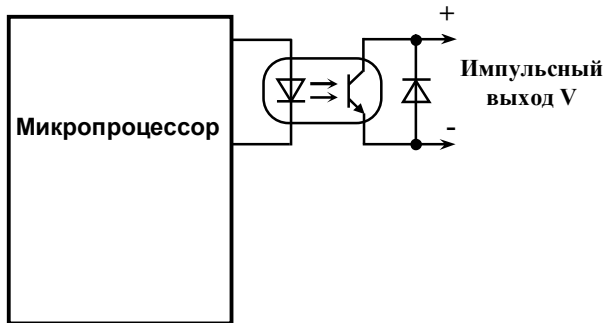 +
Импульсный
выход V
Микропроцессор
-